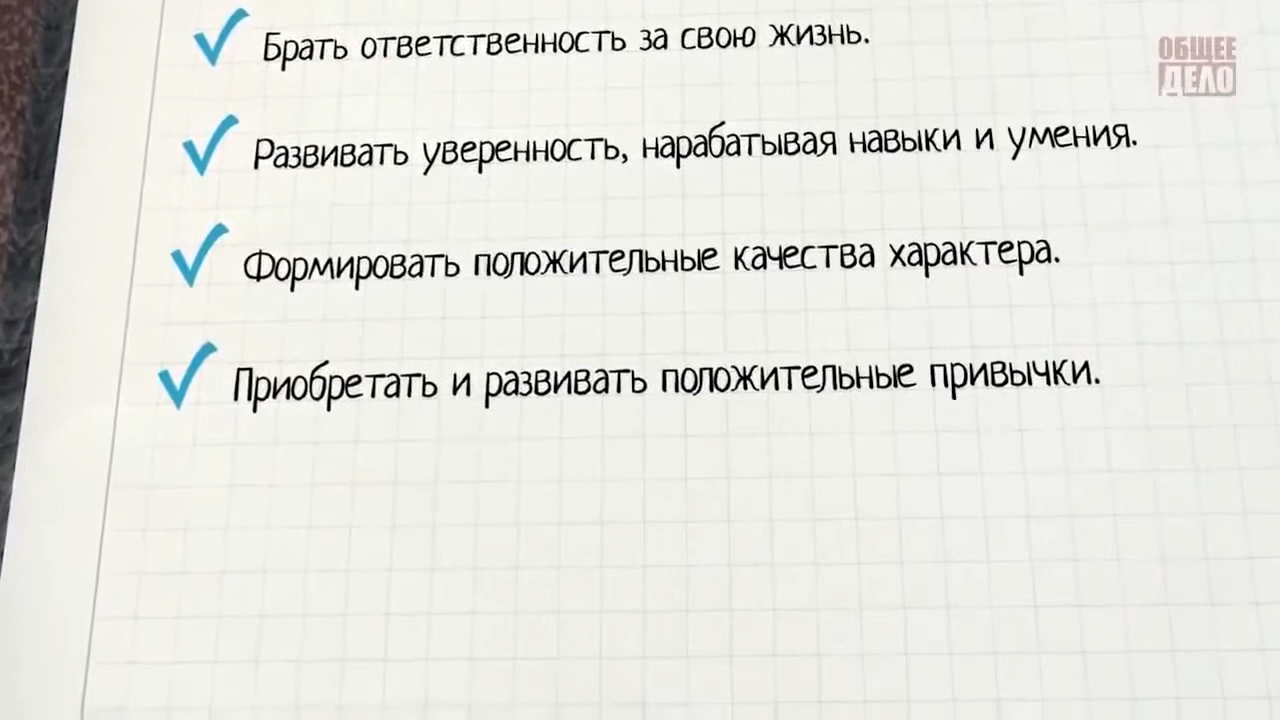 Брать ответственность за свою жизнь.
ОБЩЕЕ
ДЕЛО
Развивать уверенность, нарабатывая навыки и умения.
Формировать положительные качества характера.
Приобретать и развивать положительные привычки.